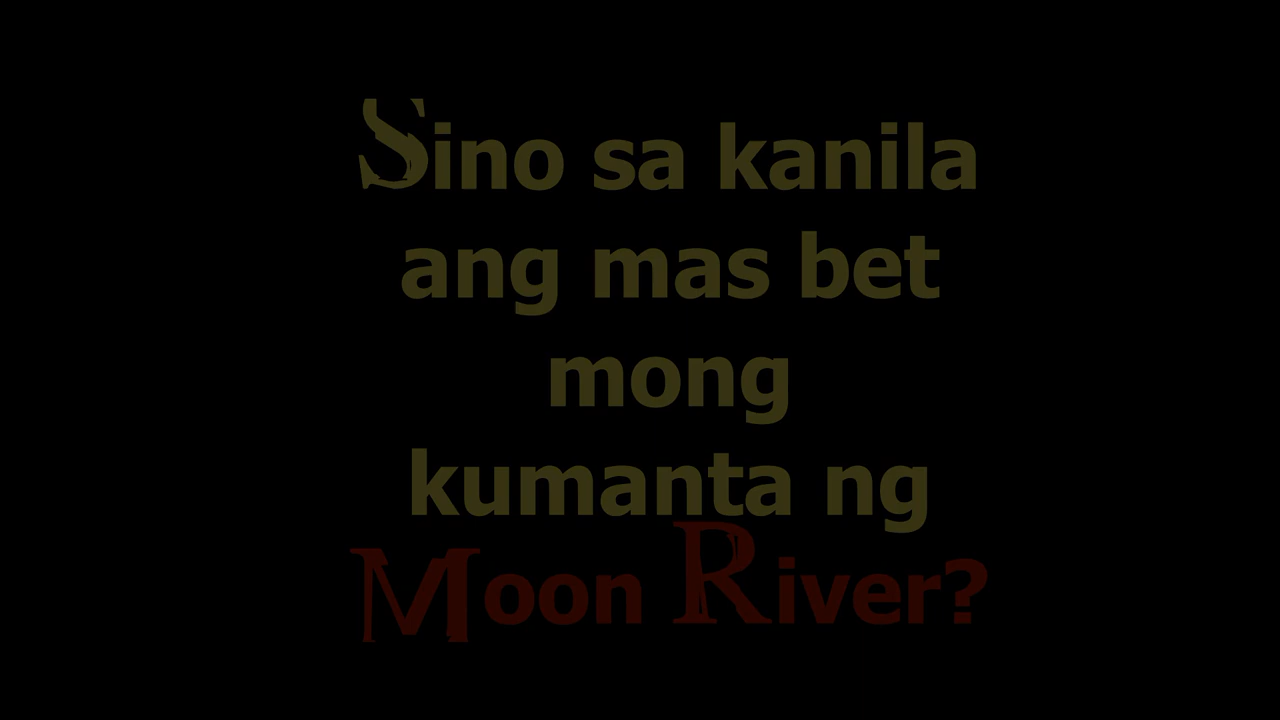 Sino sa kanila
ang mas bet
mong
kumanta ng
Moon River?